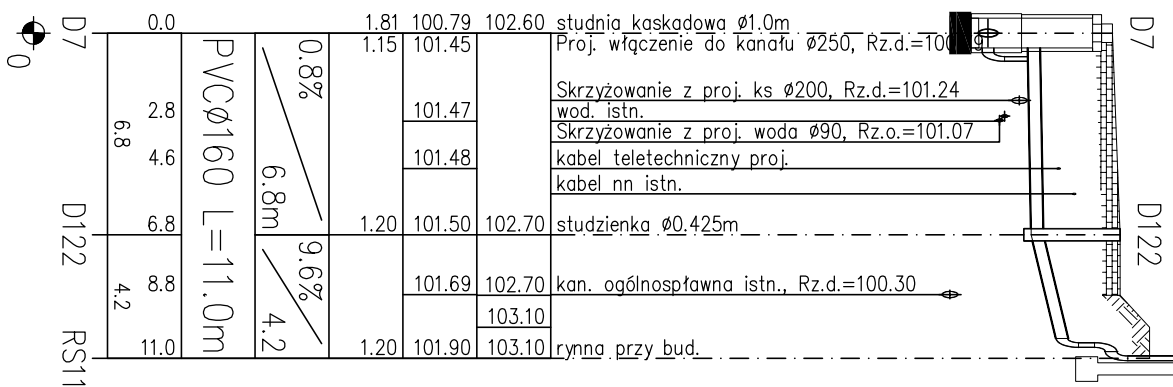 D7 0.0 1.81 100.79 102.60 studnia kaskadowa ø1.0m D7
0 1.15 101.45 Proj. włączenie do kanału ø250, Rz.d.=100.79
0.8%
Skrzyżowanie z proj. ks ø200, Rz.d.=101.24
2.8 101.47 wod. istn.
6.8 Skrzyżowanie z proj. woda ø90, Rz.o.=101.07
4.6 101.48 kabel teletechniczny proj.
6.8m kabel nn istn.
D122 6.8 1.20 101.50 102.70 studzienka ø0.425m D122
PVCø160 L=11.0m
9.6%
4.2 8.8 101.69 102.70 kan. ogólnospławna istn., Rz.d.=100.30
4.2 103.10
RS11 11.0 1.20 101.90 103.10 rynna przy bud.